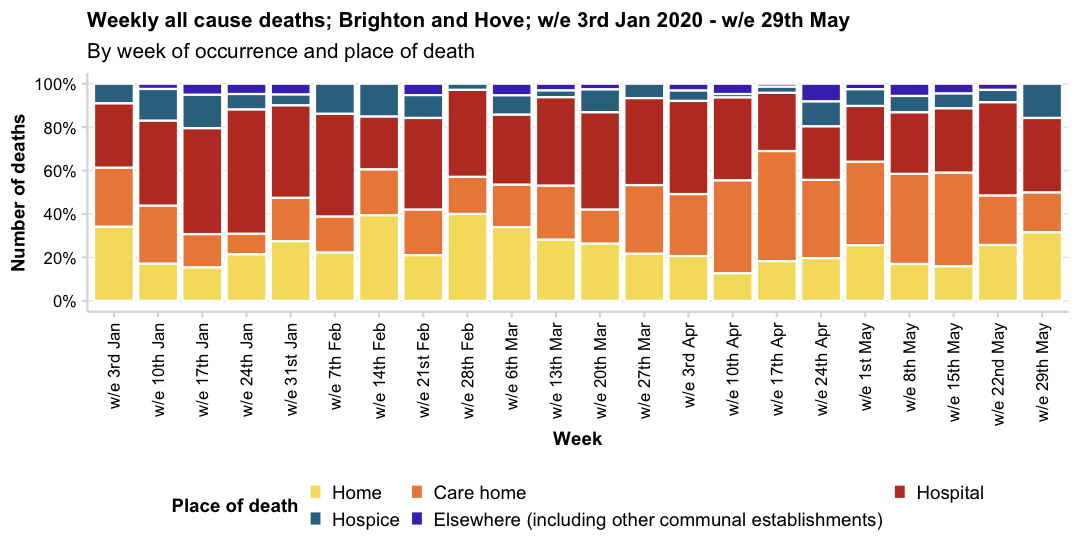 Weekly all cause deaths; Brighton and Hove; w/e 3rd Jan 2020 - w/e 29th May
By week of occurrence and place of death
Number of deaths
100%
80%
60%
40%
20%
0%
w/e 3rd Jan
w/e 10th Jan
w/e 17th Jan
w/e 24th Jan
w/e 31st Jan
w/e 7th Feb
w/e 14th Feb
w/e 21st Feb
w/e 28th Feb
w/e 6th Mar
w/e 13th Mar
w/e 20th Mar
w/e 27th Mar
w/e 3rd Apr
w/e 10th Apr
w/e 17th Apr
w/e 24th Apr
w/e 1st May
w/e 8th May
w/e 15th May
w/e 22nd May
w/e 29th May
Week
Place of death
Home
Care home
Hospital
Hospice
Elsewhere (including other communal establishments)